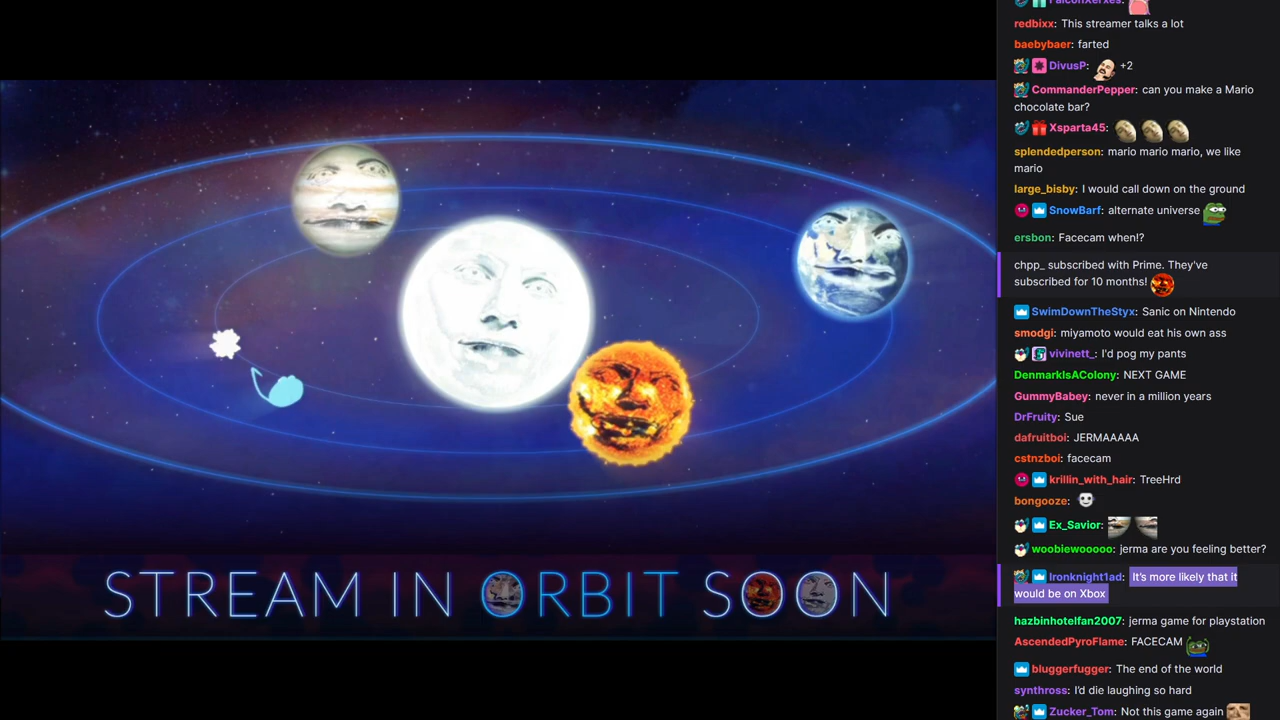 FalconXerxes:
redbixx: This streamer talks a lot
baebybaer: farted
DivusP: +2
CommanderPepper: can you make a Mario
chocolate bar?
Xsparta45:
splendedperson: mario mario mario, we like
mario
large_bisby: I would call down on the ground
SnowBarf: alternate universe
ersbon: Facecam when!?
chpp_ subscribed with Prime. They've
subscribed for 10 months!
SwimDownTheStyx: Sanic on Nintendo
smodgi: miyamoto would eat his own ass
vivinett_: I'd pog my pants
DenmarkIsAColony: NEXT GAME
GummyBabey: never in a million years
DrFruity: Sue
dafruitboi: JERMAAAAA
cstnzboi: facecam
krillin_with_hair: TreeHrd
bongooze:
Ex_Savior:
woobiewooooo: jerma are you feeling better?
Ironknight1ad: It's more likely that it
would be on Xbox
hazbinhotelfan2007: jerma game for playstation
AscendedPyroFlame: FACECAM
bluggerfugger: The end of the world
synthross: I'd die laughing so hard
Zucker_Tom: Not this game again
STREAM IN ORBIT SOON